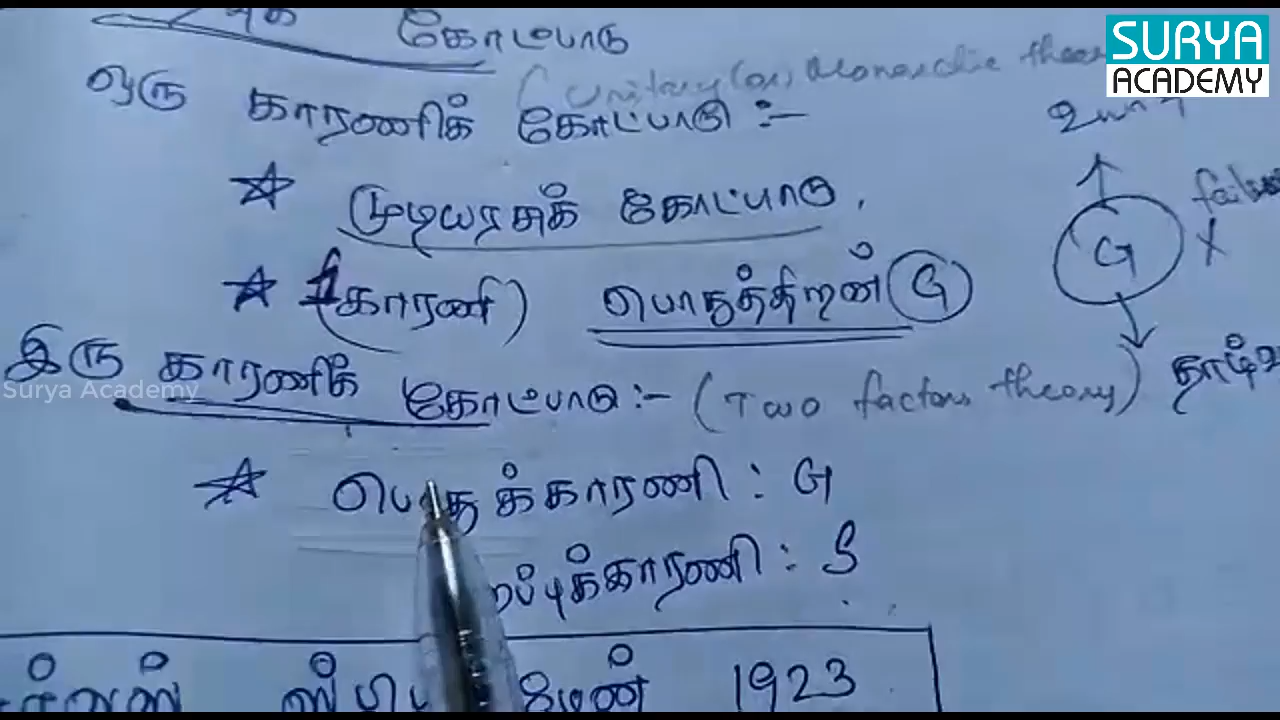 கோட்பாடு
SURYA
ACADEMY
ஒரு காரணிக் கோட்பாடு :-
(Unitary (or) Monarchic theory
★ முடியரசுக் கோட்பாடு.
★ (1 காரணி) பொதுத்திறன் G
G
X
இரு காரணிக் கோட்பாடு :- (Two factors theory)
Surya Academy
★ பொதுக்காரணி : G
காரணி : S
1923